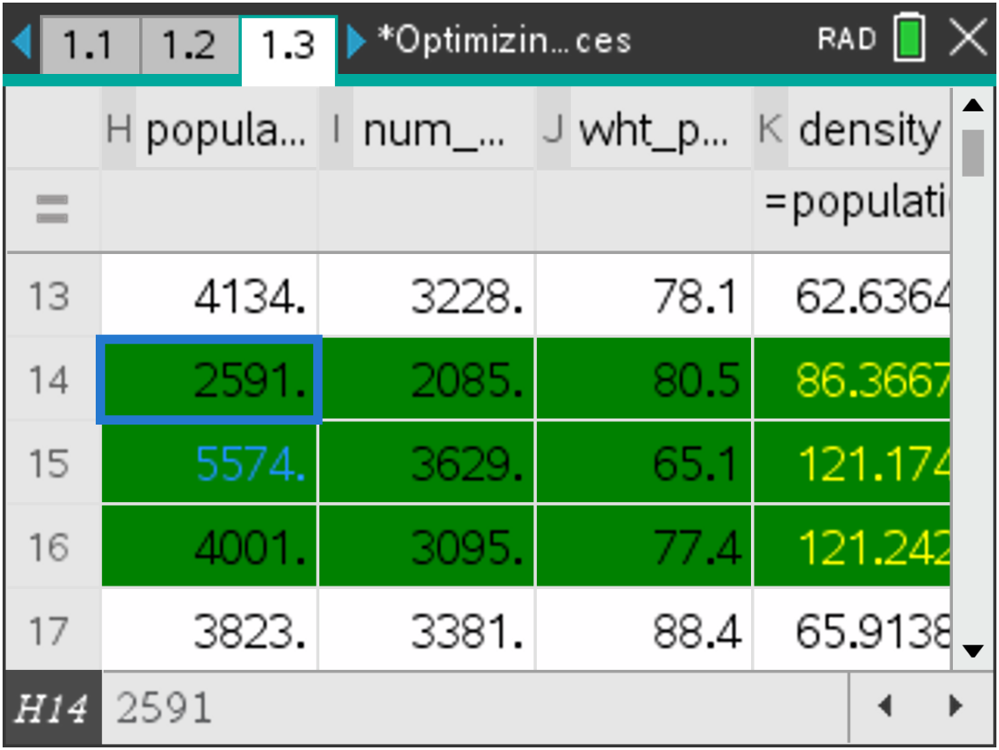 1.1 1.2 1.3 *Optimizin...ces RAD
H popula... I num_... J wht_p... K density
= =populati
13 4134. 3228. 78.1 62.6364
14 2591. 2085. 80.5 86.3667
15 5574. 3629. 65.1 121.174
16 4001. 3095. 77.4 121.242
17 3823. 3381. 88.4 65.9138
H14 2591